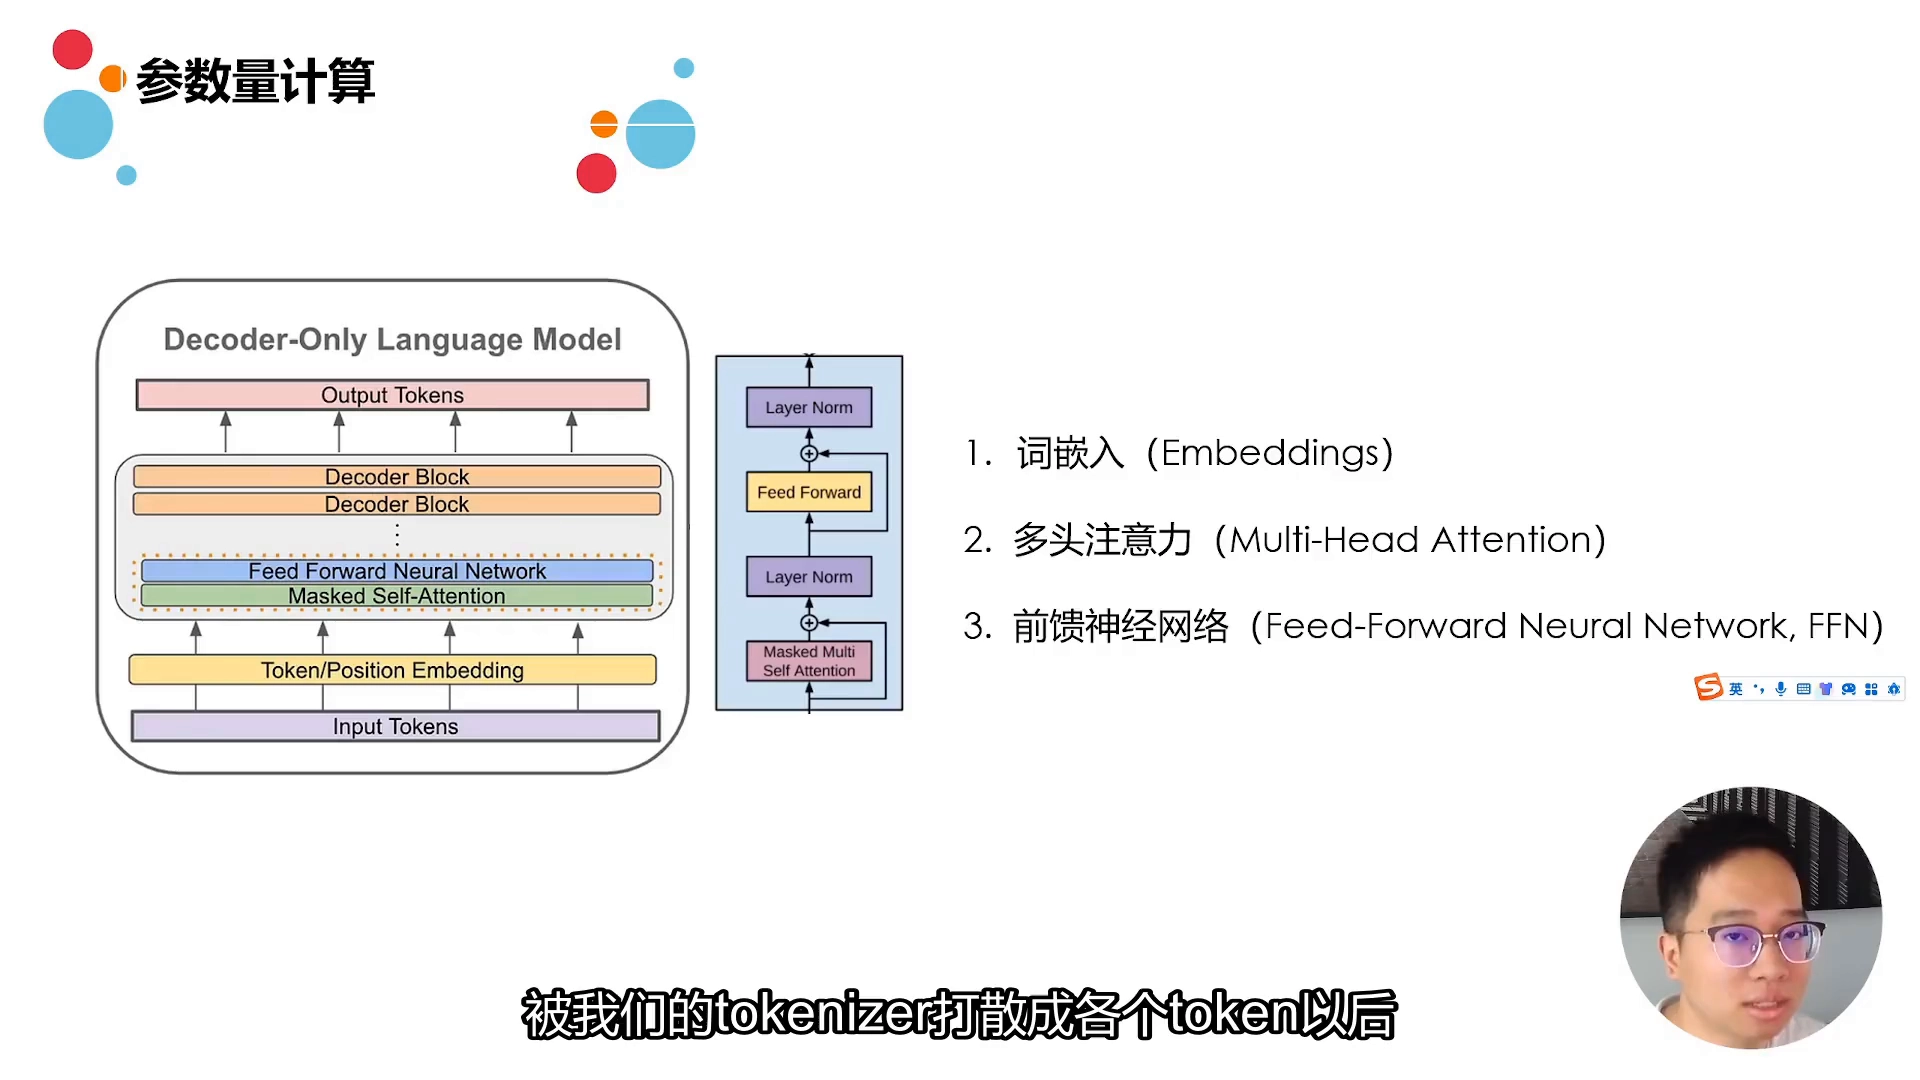 参数量计算
Decoder-Only Language Model
Output Tokens
Decoder Block
Decoder Block
Feed Forward Neural Network
Masked Self-Attention
Token/Position Embedding
Input Tokens
Layer Norm
Feed Forward
Layer Norm
Masked Multi
Self Attention
1. 词嵌入（Embeddings）
2. 多头注意力（Multi-Head Attention）
3. 前馈神经网络（Feed-Forward Neural Network, FFN）
S 英
被我们的tokenizer打散成各个token以后